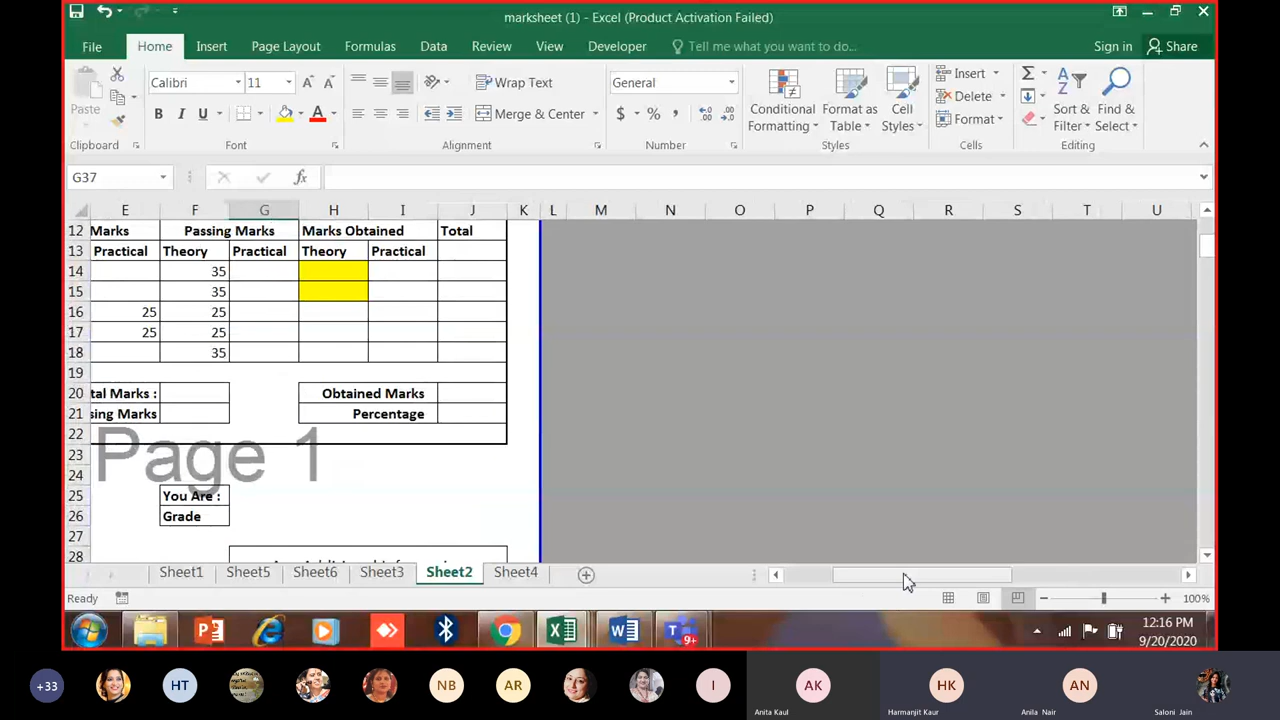 marksheet (1) - Excel (Product Activation Failed)
File Home Insert Page Layout Formulas Data Review View Developer Tell me what you want to do... Sign in Share
Paste Calibri 11 Wrap Text General Conditional Formatting Format as Table Cell Styles Insert Delete Format Sort & Filter Find & Select
B I U Merge & Center $ % ,
Clipboard Font Alignment Number Styles Cells Editing
G37 fx
E F G H I J K L M N O P Q R S T U
12 Marks Passing Marks Marks Obtained Total
13 Practical Theory Practical Theory Practical
14 35
15 35
16 25 25
17 25 25
18 35
19
20 tal Marks : Obtained Marks
21 sing Marks Percentage
22
Page 1
23
24
25 You Are :
26 Grade
27
28
Sheet1 Sheet5 Sheet6 Sheet3 Sheet2 Sheet4
Ready 100%
9+ 12:16 PM
9/20/2020
+33 HT NB AR I AK HK AN
Anita Kaul Harmanjit Kaur Anila Nair Saloni Jain